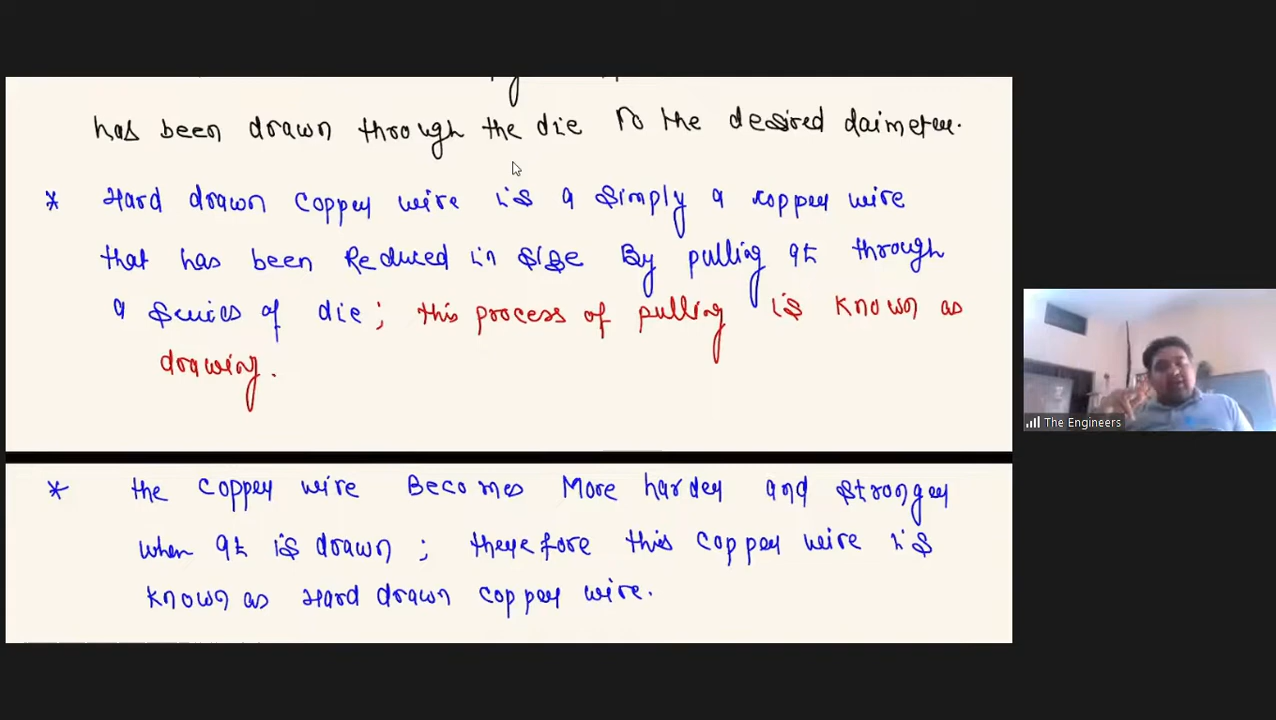 has been drawn through the die to the desired daimeter.
* Hard drawn copper wire is a simply a copper wire
that has been Reduced in size By pulling it through
a series of die; this process of pulling is known as
drawing.
* the copper wire Becomes More harder and stronger
when it is drawn; therefore this copper wire is
known as Hard drawn copper wire.
The Engineers